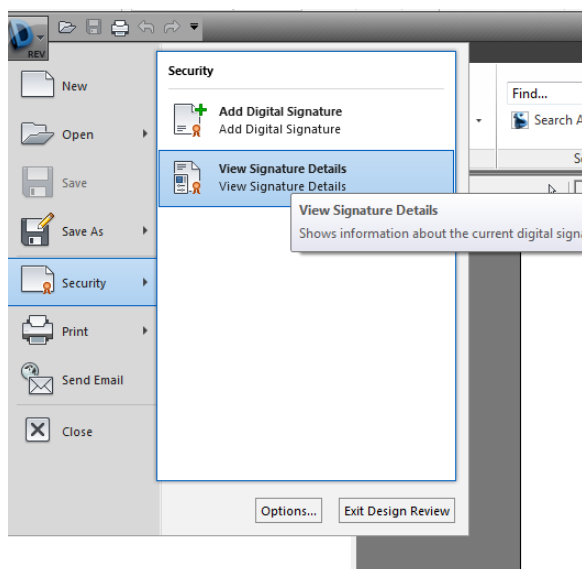 REV
New
Open
Save
Save As
Security
Print
Send Email
Close
Security
Add Digital Signature
Add Digital Signature
View Signature Details
View Signature Details
View Signature Details
Shows information about the current digital
Find...
Search
Options...
Exit Design Review